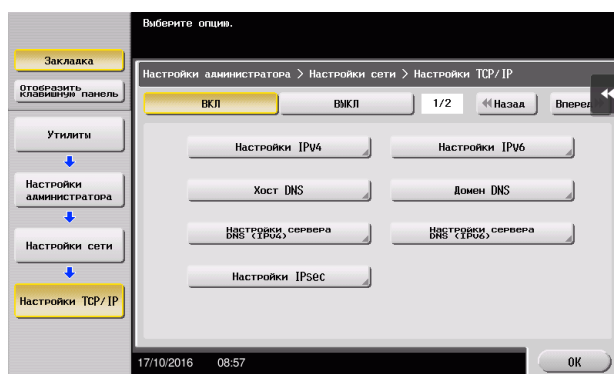 Выберите опцию.
Закладка
Отобразить
клавишную панель
Утилиты
Настройки
администратора
Настройки сети
Настройки TCP/IP
Настройки администратора > Настройки сети > Настройки TCP/IP
ВКЛ
ВЫКЛ
1/2
Назад
Вперед
Настройки IPv4
Настройки IPv6
Хост DNS
Домен DNS
Настройки сервера
DNS (IPv4)
Настройки сервера
DNS (IPv6)
Настройки IPsec
17/10/2016 08:57
OK